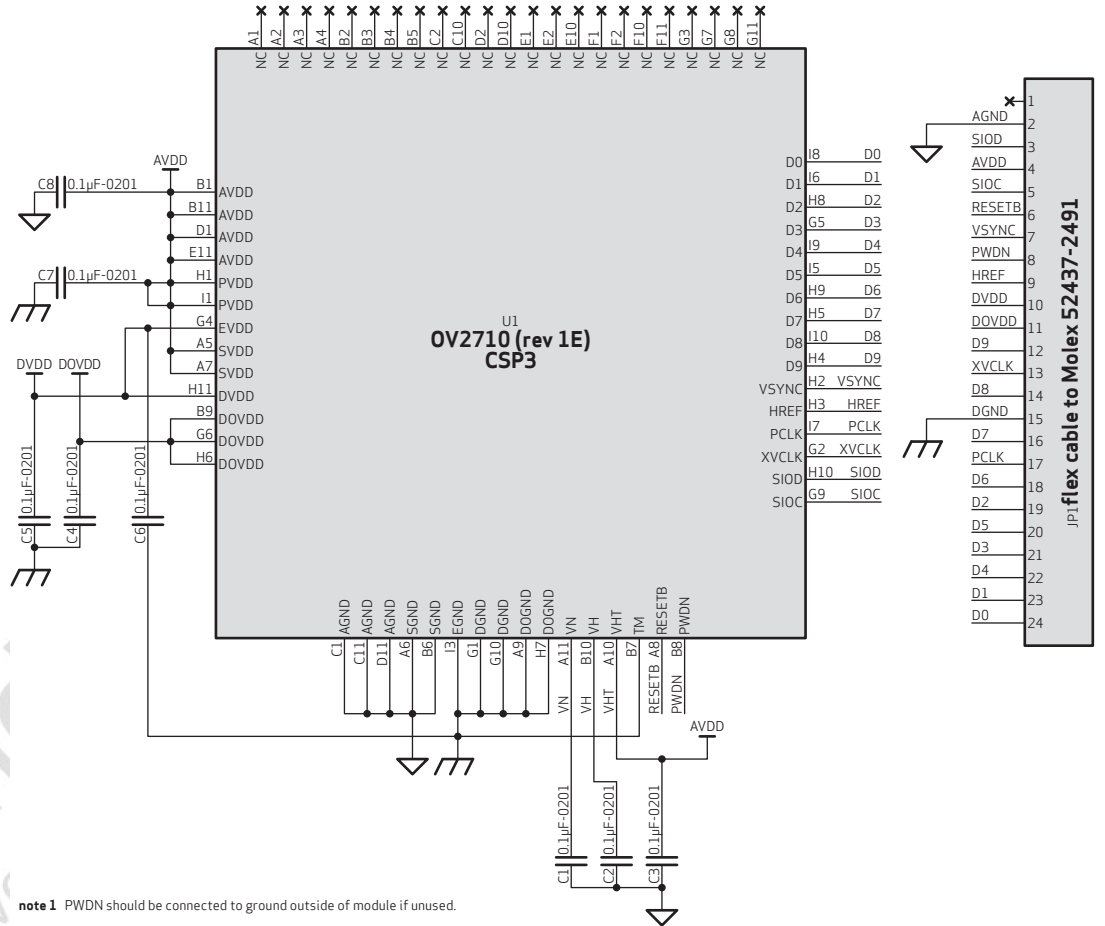 A1 A2 A3 A4 B2 B3 B4 B5 C2 C10 D2 D10 E1 E2 E10 F1 F2 F10 F11 G3 G7 G8 G11
NC NC NC NC NC NC NC NC NC NC NC NC NC NC NC NC NC NC NC NC NC NC NC
AVDD
C8 0.1µF-0201
B1 AVDD
B11 AVDD
D1 AVDD
E11 AVDD
C7 0.1µF-0201
H1 PVDD
I1 PVDD
G4 EVDD
A5 SVDD
A7 SVDD
DVDD DOVDD
H11 DVDD
B9 DOVDD
G6 DOVDD
H6 DOVDD
C5 0.1µF-0201
C4 0.1µF-0201
C6 0.1µF-0201
U1
OV2710 (rev 1E)
CSP3
D0 I8 D0
D1 I6 D1
D2 H8 D2
D3 G5 D3
D4 I9 D4
D5 I5 D5
D6 H9 D6
D7 H5 D7
D8 I10 D8
D9 H4 D9
VSYNC H2 VSYNC
HREF H3 HREF
PCLK I7 PCLK
XVCLK G2 XVCLK
SIOD H10 SIOD
SIOC G9 SIOC
AGND AGND AGND SGND SGND EGND DGND DGND DOGND DOGND VN VH VHT TM RESETB PWDN
C1 C11 D11 A6 B6 I3 G1 G10 A9 H7 A11 B10 A10 B7 A8 B8
VN VH VHT RESETB PWDN
AVDD
C1 0.1µF-0201
C2 0.1µF-0201
C3 0.1µF-0201
1
AGND 2
SIOD 3
AVDD 4
SIOC 5
RESETB 6
VSYNC 7
PWDN 8
HREF 9
DVDD 10
DOVDD 11
D9 12
XVCLK 13
D8 14
DGND 15
D7 16
PCLK 17
D6 18
D2 19
D5 20
D3 21
D4 22
D1 23
D0 24
JP1 flex cable to Molex 52437-2491
note 1 PWDN should be connected to ground outside of module if unused.